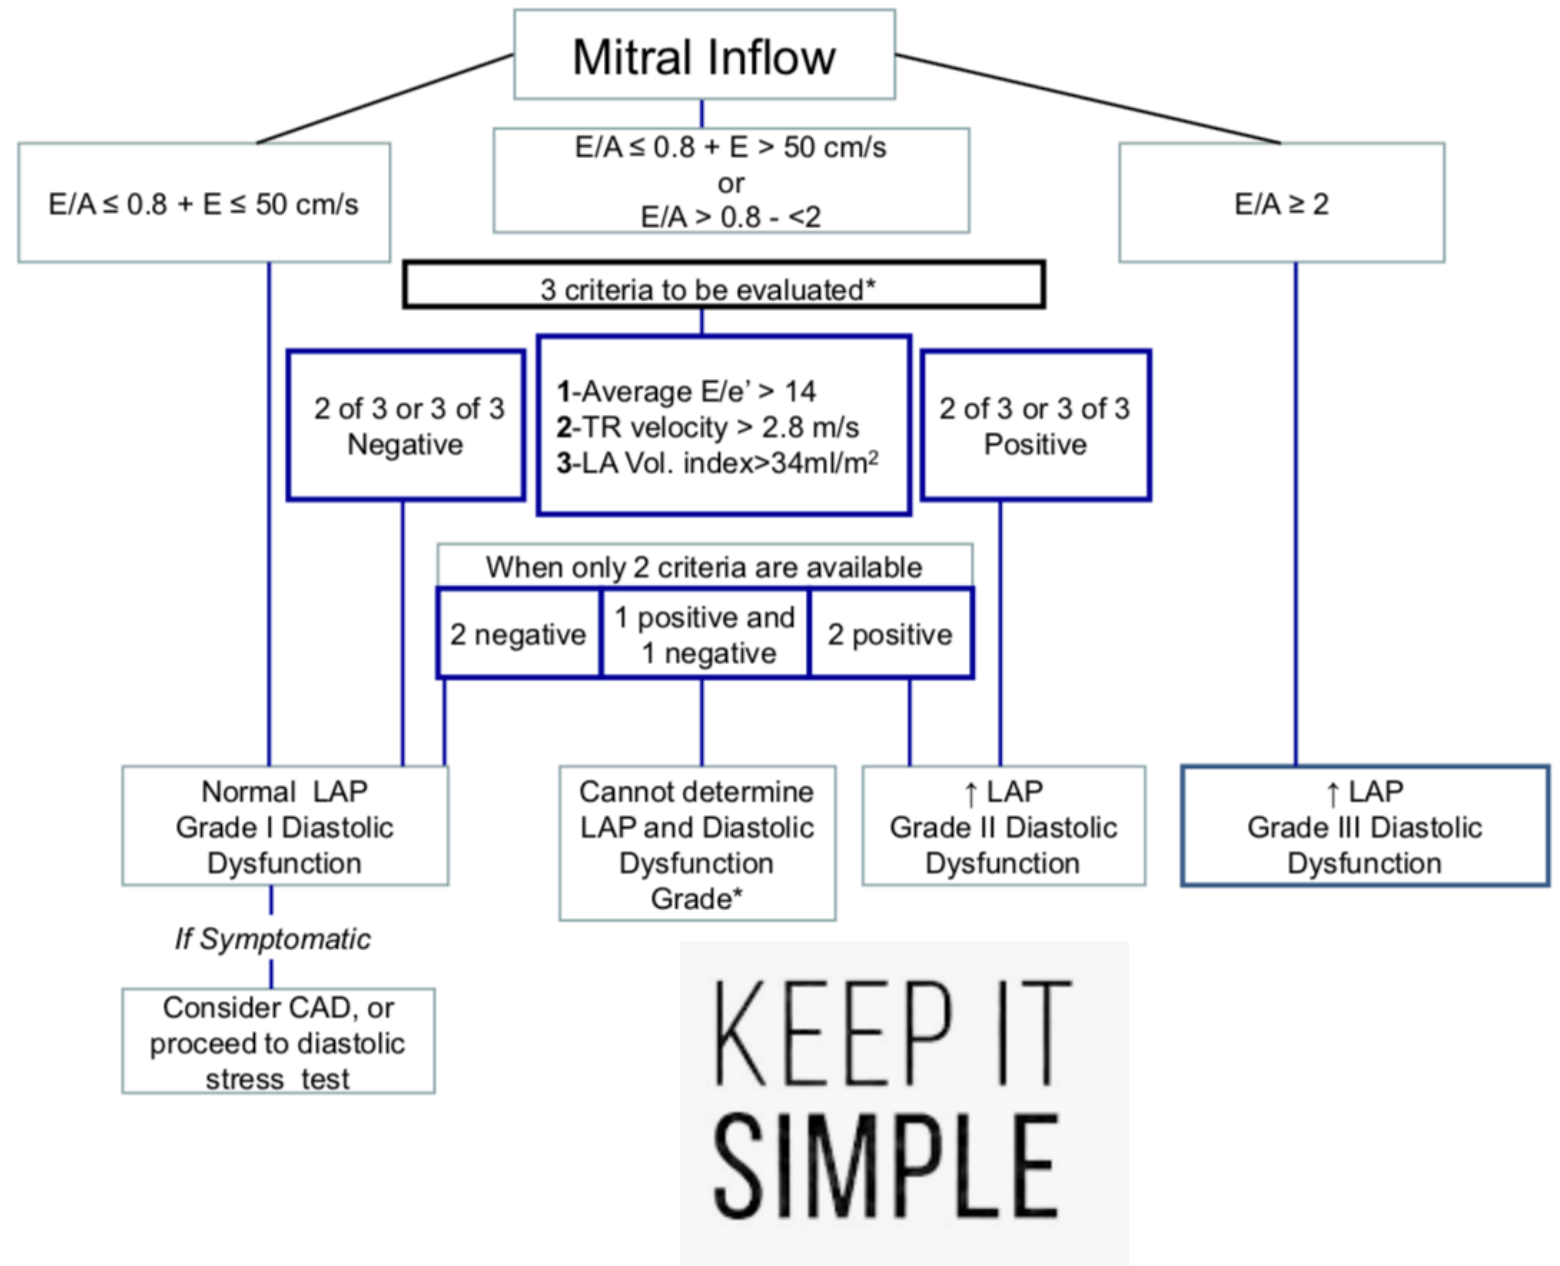 Mitral Inflow
E/A ≤ 0.8 + E ≤ 50 cm/s
E/A ≤ 0.8 + E > 50 cm/s
or
E/A > 0.8 - <2
E/A ≥ 2
3 criteria to be evaluated*
2 of 3 or 3 of 3
Negative
1-Average E/e’ > 14
2-TR velocity > 2.8 m/s
3-LA Vol. index>34ml/m²
2 of 3 or 3 of 3
Positive
When only 2 criteria are available
2 negative
1 positive and
1 negative
2 positive
Normal LAP
Grade I Diastolic
Dysfunction
Cannot determine
LAP and Diastolic
Dysfunction
Grade*
↑ LAP
Grade II Diastolic
Dysfunction
↑ LAP
Grade III Diastolic
Dysfunction
If Symptomatic
Consider CAD, or
proceed to diastolic
stress test
KEEP IT
SIMPLE